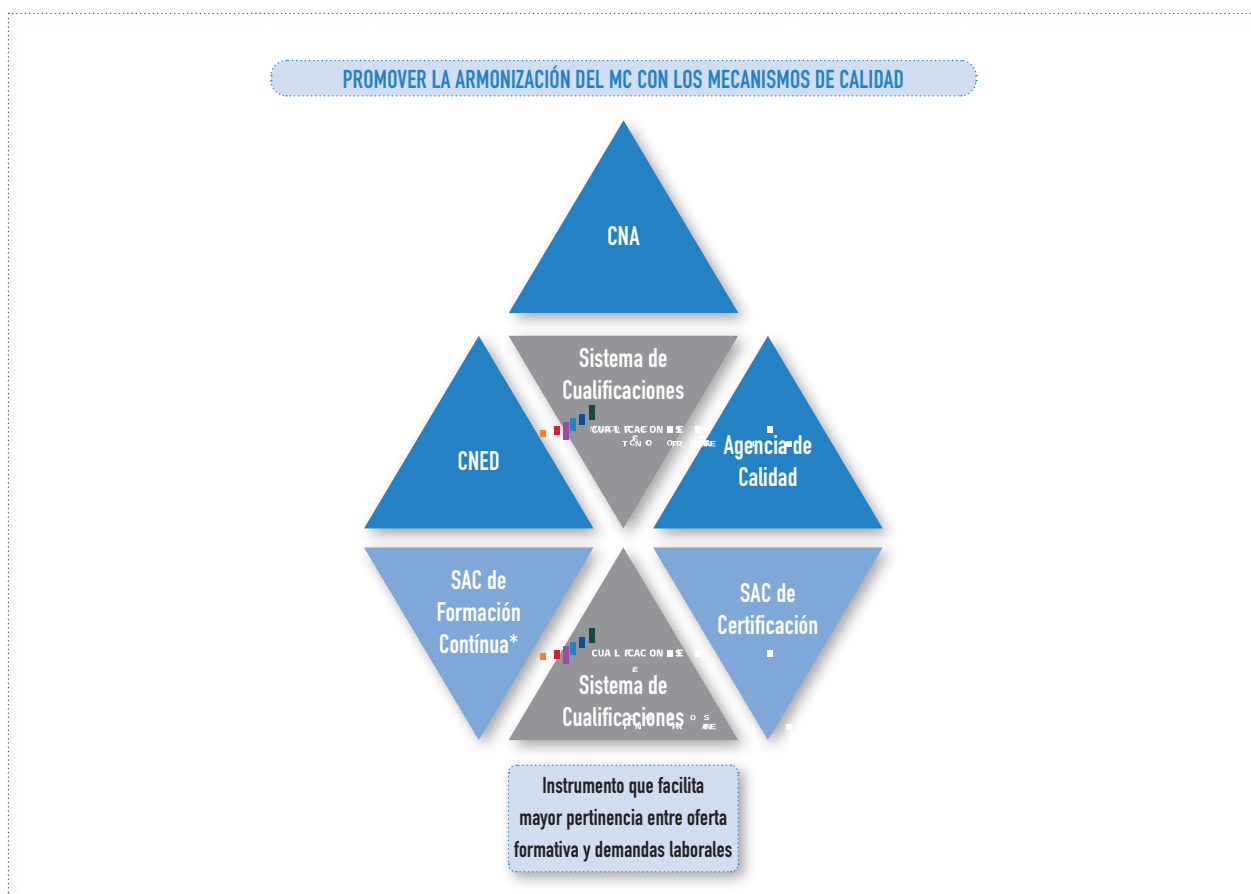 PROMOVER LA ARMONIZACIÓN DEL MC CON LOS MECANISMOS DE CALIDAD
CNA
Sistema de
Cualificaciones
CNED
Agencia de
Calidad
SAC de
Formación
Contínua*
SAC de
Certificación
Sistema de
Cualificaciones
Instrumento que facilita
mayor pertinencia entre oferta
formativa y demandas laborales